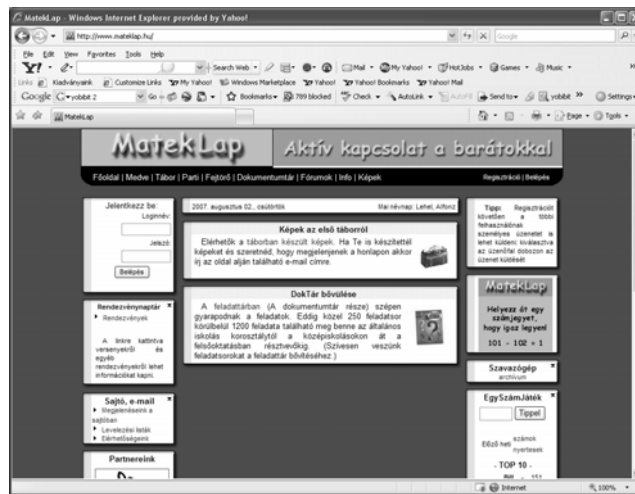 MatekLap - Windows Internet Explorer provided by Yahoo!
http://www.mateklap.hu/
Google
File Edit View Favorites Tools Help
Y! Search Web Mail My Yahoo! HotJobs Games Music
Links Kiadványaink Customize Links My Yahoo! Windows Marketplace Yahoo! Yahoo! Bookmarks Yahoo! Mail
Google yobbit 2 Go Bookmarks 789 blocked Check AutoLink Send to yobbit Settings
MatekLap Page Tools
MatekLap Aktív kapcsolat a barátokkal
Főoldal | Medve | Tábor | Parti | Fejtörő | Dokumentumtár | Fórumok | Info | Képek
Regisztráció | Belépés
Jelentkezz be:
Loginnév:
Jelszó:
Belépés
Rendezvénynaptár
Rendezvények
A linkre kattintva
versenyekről és
egyéb
rendezvényekről lehet
információkat kapni.
Sajtó, e-mail
Megjelenéseink a
sajtóban
Levelezési listák
Elérhetőségeink
Partnereink
2007. augusztus 02., csütörtök Mai névnap: Lehel, Alfonz
Képek az első táborról
Elérhetők a táborban készült képek. Ha Te is készítettél
képeket és szeretnéd, hogy megjelenjenek a honlapon akkor
írj az oldal alján található e-mail címre.
DokTár bővülése
A feladattárban (A dokumentumtár része) szépen
gyarapodnak a feladatok. Eddig közel 250 feladatsor
körülbelül 1200 feladata található meg benne az általános
iskolás korosztálytól a középiskolásokon át a
felsőoktatásban résztvevőkig. (Szívesen veszünk
feladatsorokat a feladattár bővítéséhez.)
Tipp: Regisztrációt
követően a többi
felhasználónak
személyes üzenetet is
lehet küldeni: kiválasztva
az üzenőfal dobozon az
üzenet küldését
MatekLap
Helyezz át egy
számjegyet,
hogy igaz legyen!
101 - 102 = 1
Szavazógép
archívum
EgySzámJáték
Tippel
Előző heti számok
nyertesek
- TOP 10 -
Internet 100%